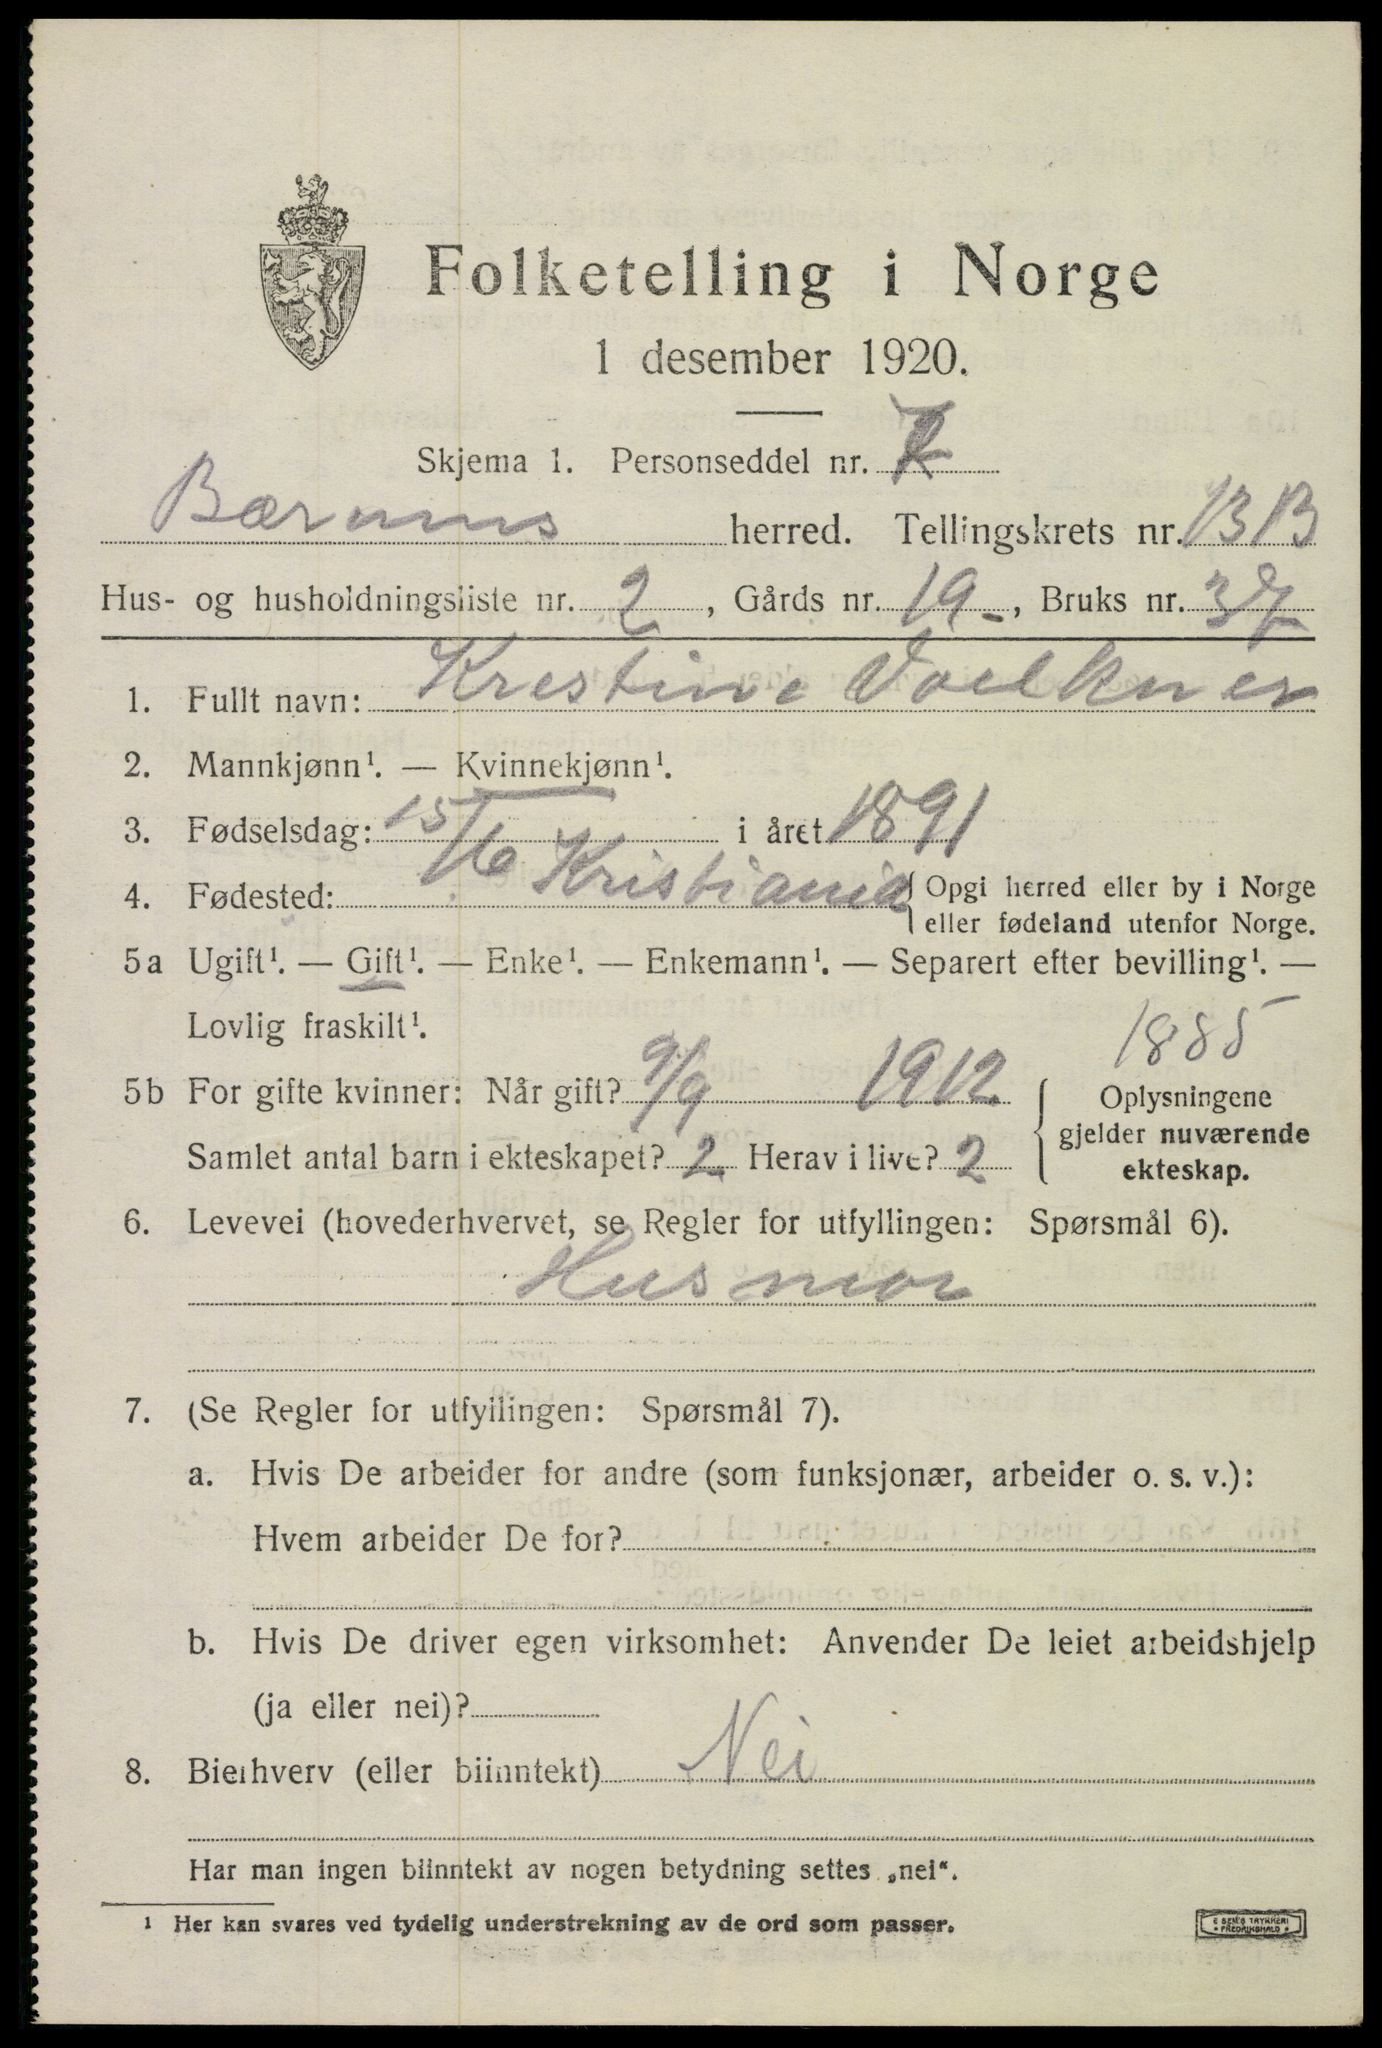 Folketelling i Norge
1 desember 1920.
Skjema 1. Personseddel nr.
Bærums herred. Tellingskrets nr. 13 B
Hus- og husholdningsliste nr. 2, Gårds nr. 19, Bruks nr. 37
1. Fullt navn: Krestine Voelkner
2. Mannkjønn¹. — Kvinnekjønn¹.
3. Fødselsdag: 15/6 i året 1891
4. Fødested: Kristiania { Opgi herred eller by i Norge
eller fødeland utenfor Norge.
5a Ugift¹. — Gift¹. — Enke¹. — Enkemann¹. — Separert efter bevilling¹. —
Lovlig fraskilt¹.
1885
5b For gifte kvinner: Når gift? 9/9 1912 { Oplysningene
gjelder nuværende
Samlet antal barn i ekteskapet? 2 Herav i live? 2
ekteskap.
6. Levevei (hovederhvervet, se Regler for utfyllingen: Spørsmål 6).
Husmor
7. (Se Regler for utfyllingen: Spørsmål 7).
a. Hvis De arbeider for andre (som funksjonær, arbeider o. s. v.):
Hvem arbeider De for?
b. Hvis De driver egen virksomhet: Anvender De leiet arbeidshjelp
(ja eller nei)?
8. Bierhverv (eller biinntekt) Nei
Har man ingen biinntekt av nogen betydning settes „nei“.
¹ Her kan svares ved tydelig understrekning av de ord som passer.
E SEM'S TRYKKERI
FREDRIKSHALD